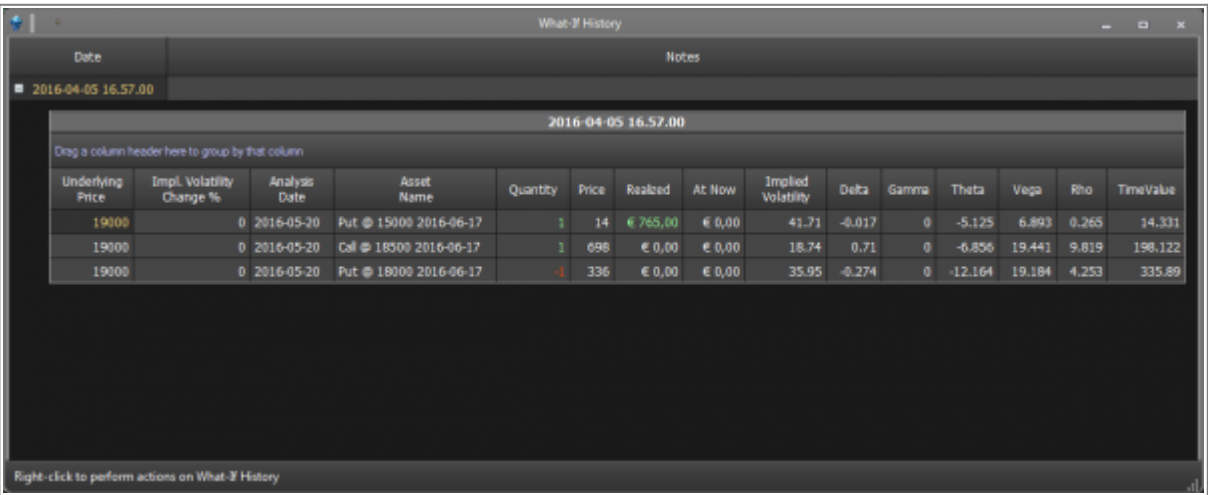 What-If History
Date Notes
2016-04-05 16.57.00
2016-04-05 16.57.00
Drag a column header here to group by that column
Underlying Price Impl. Volatility Change % Analysis Date Asset Name Quantity Price Realized At Now Implied Volatility Delta Gamma Theta Vega Rho TimeValue
19000 0 2016-05-20 Put @ 15000 2016-06-17 1 14 € 765,00 € 0,00 41.71 -0.017 0 -5.125 6.893 0.265 14.331
19000 0 2016-05-20 Call @ 18500 2016-06-17 1 698 € 0,00 € 0,00 18.74 0.71 0 -6.856 19.441 9.819 198.122
19000 0 2016-05-20 Put @ 18000 2016-06-17 -1 336 € 0,00 € 0,00 35.95 -0.274 0 -12.164 19.184 4.253 335.89
Right-click to perform actions on What-If History